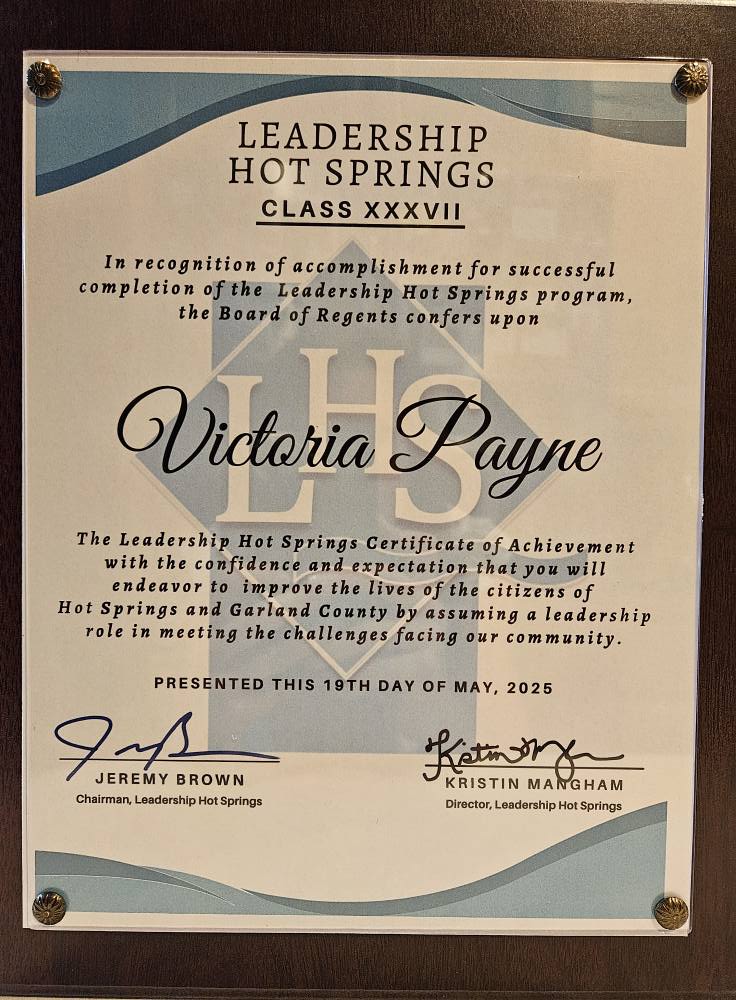 LEADERSHIP
HOT SPRINGS
CLASS XXXVII
In recognition of accomplishment for successful
completion of the Leadership Hot Springs program,
the Board of Regents confers upon
LHS
Victoria Payne
The Leadership Hot Springs Certificate of Achievement
with the confidence and expectation that you will
endeavor to improve the lives of the citizens of
Hot Springs and Garland County by assuming a leadership
role in meeting the challenges facing our community.
PRESENTED THIS 19TH DAY OF MAY, 2025
JEREMY BROWN
Chairman, Leadership Hot Springs
KRISTIN MANGHAM
Director, Leadership Hot Springs